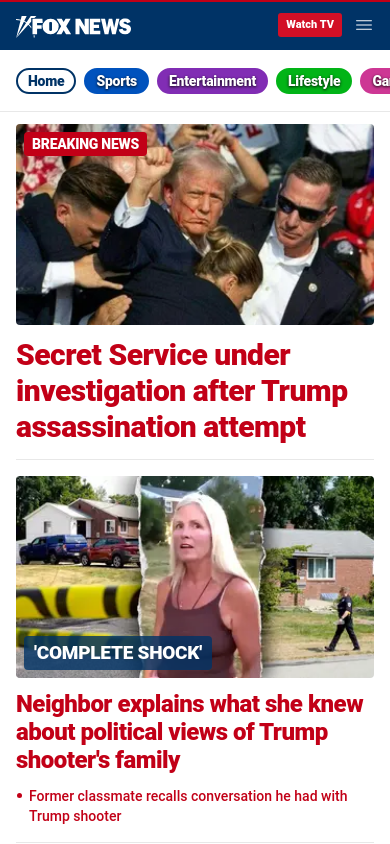 FOX NEWS
Watch TV
Home
Sports
Entertainment
Lifestyle
Ga
BREAKING NEWS
Secret Service under
investigation after Trump
assassination attempt
'COMPLETE SHOCK'
Neighbor explains what she knew
about political views of Trump
shooter's family
Former classmate recalls conversation he had with
Trump shooter